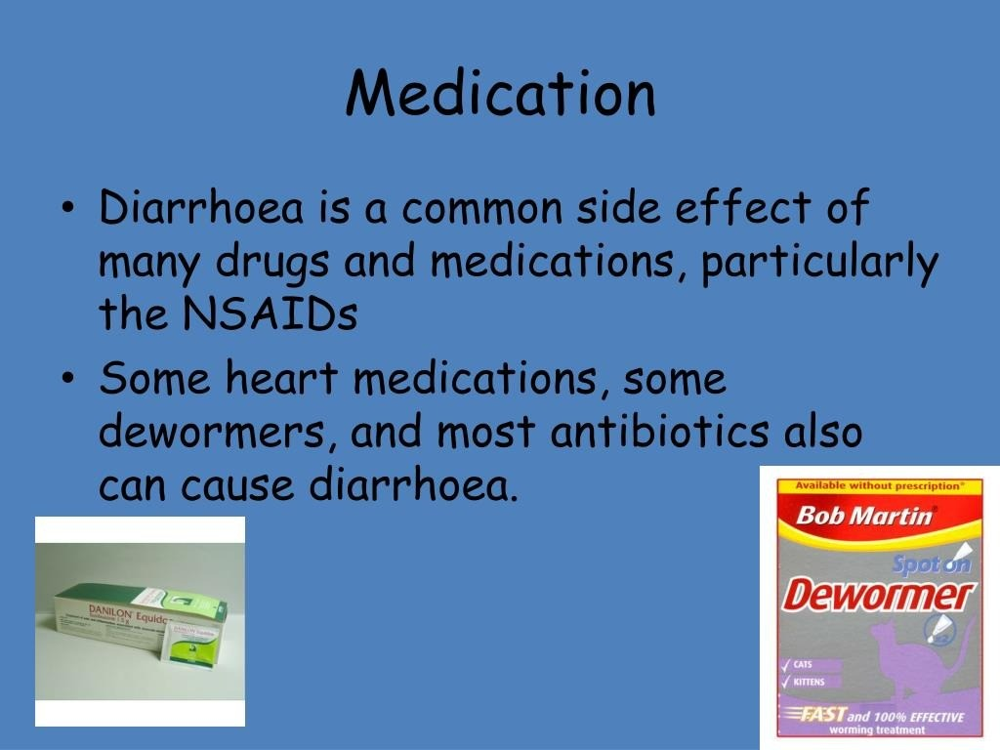 Medication
• Diarrhoea is a common side effect of
many drugs and medications, particularly
the NSAIDs
• Some heart medications, some
dewormers, and most antibiotics also
can cause diarrhoea.
DANILON Equidos
Available without prescription*
Bob Martin®
Spot on
Dewormer
x2
CATS
KITTENS
FAST and 100% EFFECTIVE
worming treatment